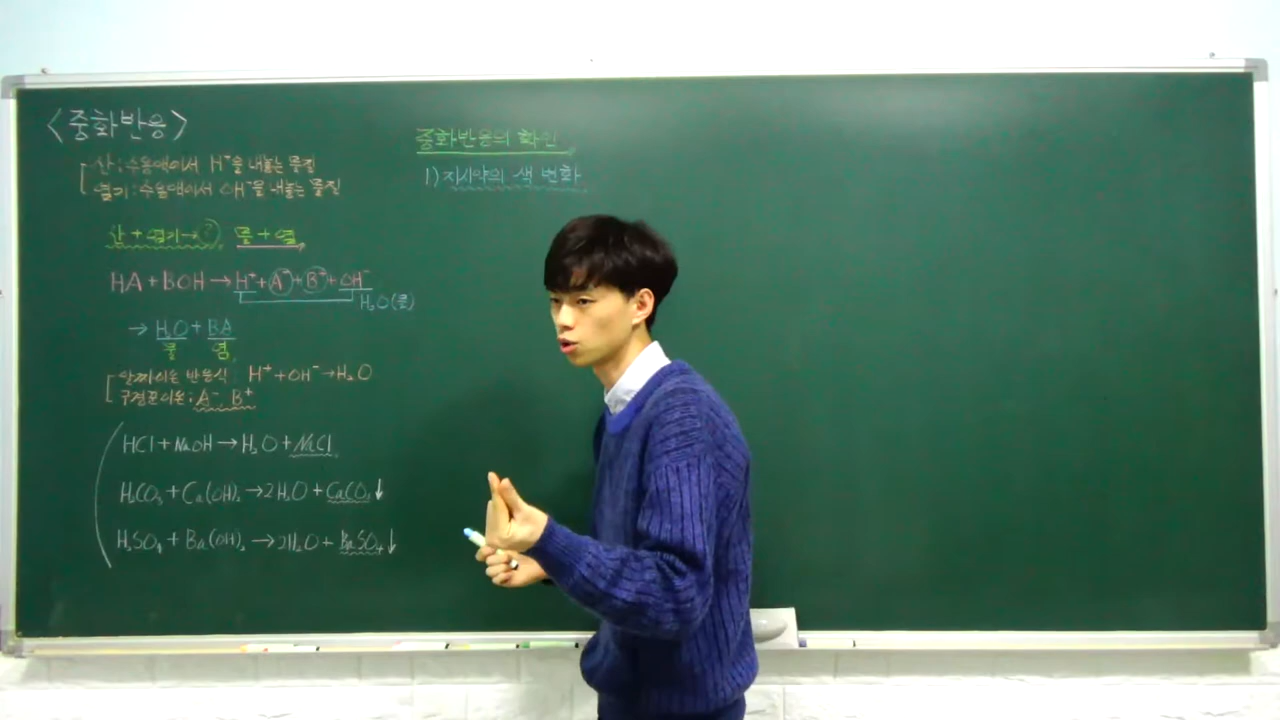 <중화반응>
산 : 수용액에서 H⁺을 내놓는 물질
염기 : 수용액에서 OH⁻을 내놓는 물질
산 + 염기 → ? 물 + 염
HA + BOH → H⁺ + A⁻ + B⁺ + OH⁻
H₂O (물)
→ H₂O + BA
물 염
알짜이온 반응식 : H⁺ + OH⁻ → H₂O
구경꾼이온 : A⁻, B⁺
HCl + NaOH → H₂O + NaCl
H₂CO₃ + Ca(OH)₂ → 2H₂O + CaCO₃↓
H₂SO₄ + Ba(OH)₂ → 2H₂O + BaSO₄↓
중화반응의 확인
1) 지시약의 색 변화